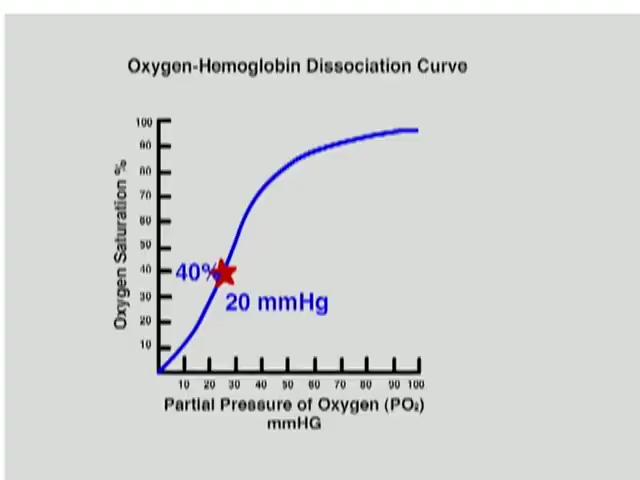 Oxygen-Hemoglobin Dissociation Curve
Oxygen Saturation %
100
90
80
70
60
50
40
30
20
10
40%
20 mmHg
10 20 30 40 50 60 70 80 90 100
Partial Pressure of Oxygen (PO₂)
mmHG